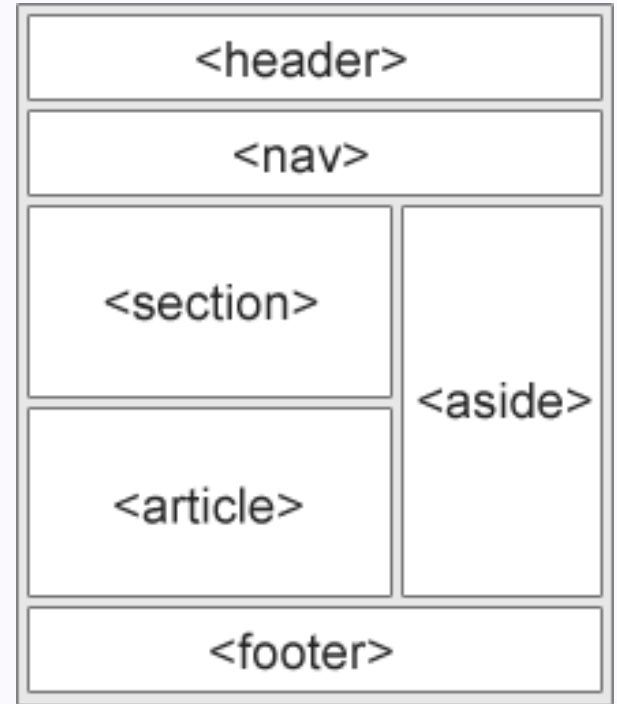 <header>
<nav>
<section>
<aside>
<article>
<footer>